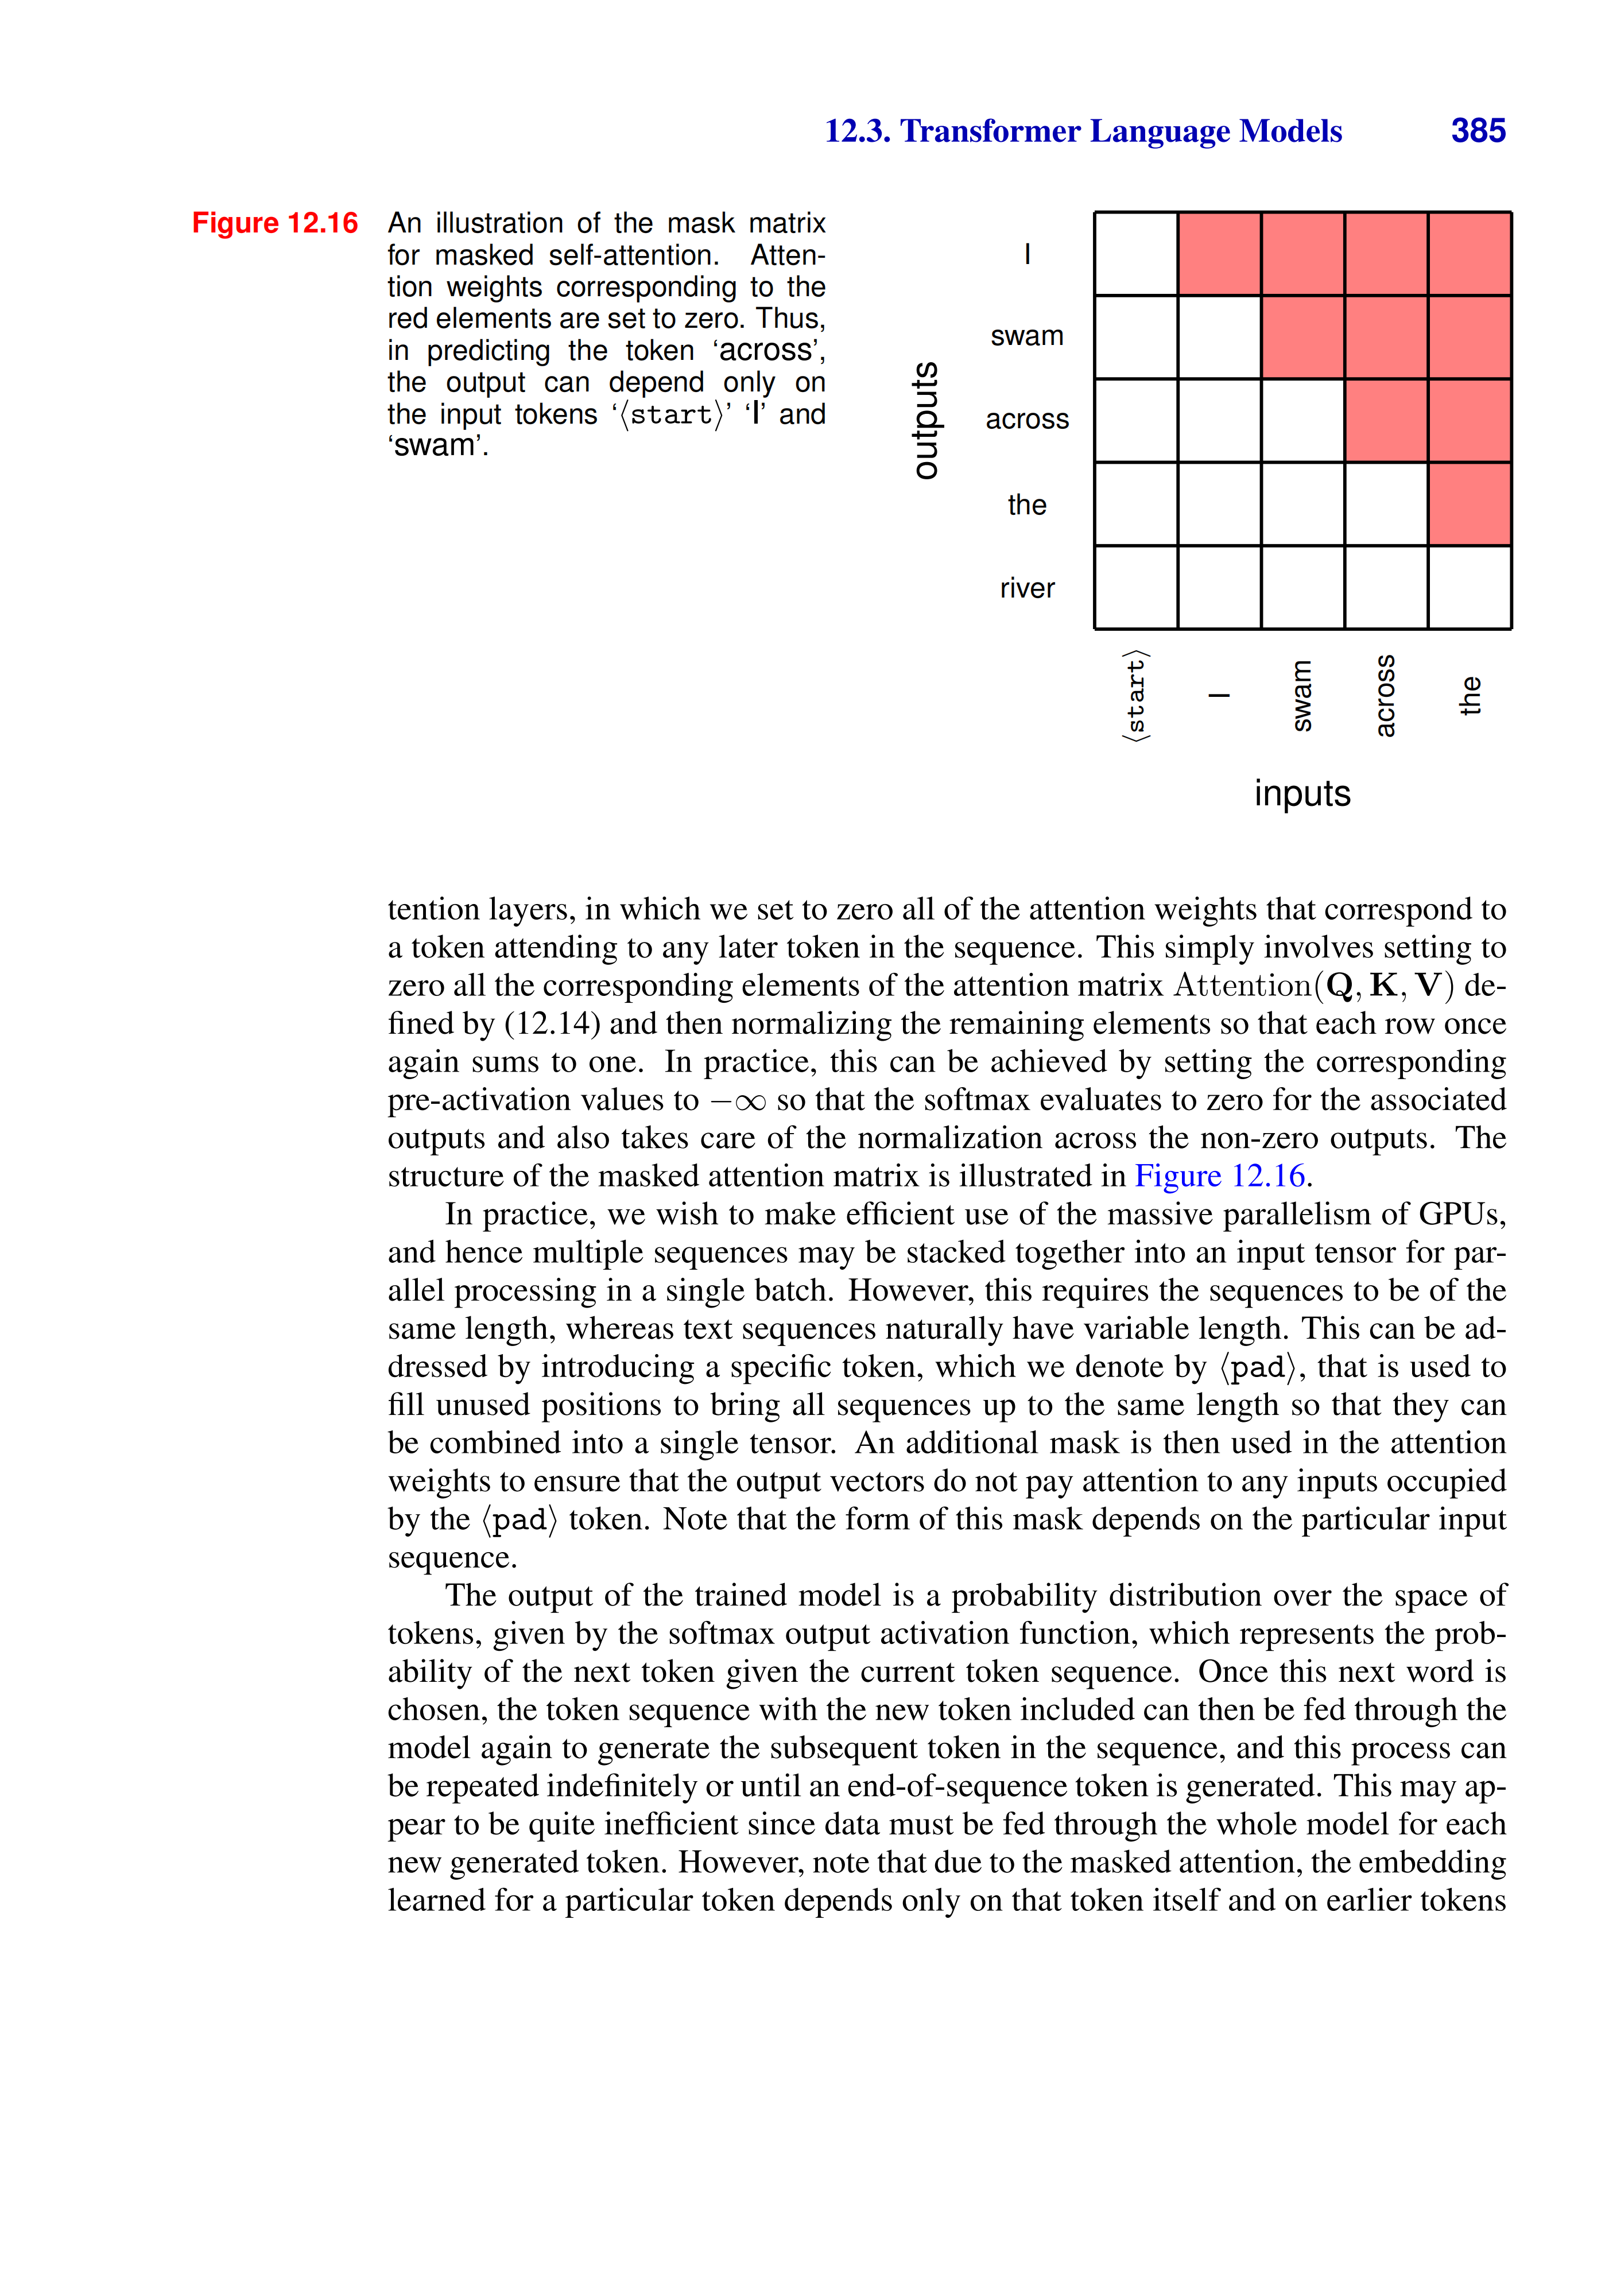 12.3. Transformer Language Models 385
Figure 12.16 An illustration of the mask matrix
for masked self-attention. Atten-
tion weights corresponding to the
red elements are set to zero. Thus,
in predicting the token ‘across’,
the output can depend only on
the input tokens ‘⟨start⟩’ ‘I’ and
‘swam’.
outputs
I
swam
across
the
river
⟨start⟩
I
swam
across
the
inputs
tention layers, in which we set to zero all of the attention weights that correspond to
a token attending to any later token in the sequence. This simply involves setting to
zero all the corresponding elements of the attention matrix Attention(Q, K, V) de-
fined by (12.14) and then normalizing the remaining elements so that each row once
again sums to one. In practice, this can be achieved by setting the corresponding
pre-activation values to −∞ so that the softmax evaluates to zero for the associated
outputs and also takes care of the normalization across the non-zero outputs. The
structure of the masked attention matrix is illustrated in Figure 12.16.
In practice, we wish to make efficient use of the massive parallelism of GPUs,
and hence multiple sequences may be stacked together into an input tensor for par-
allel processing in a single batch. However, this requires the sequences to be of the
same length, whereas text sequences naturally have variable length. This can be ad-
dressed by introducing a specific token, which we denote by ⟨pad⟩, that is used to
fill unused positions to bring all sequences up to the same length so that they can
be combined into a single tensor. An additional mask is then used in the attention
weights to ensure that the output vectors do not pay attention to any inputs occupied
by the ⟨pad⟩ token. Note that the form of this mask depends on the particular input
sequence.
The output of the trained model is a probability distribution over the space of
tokens, given by the softmax output activation function, which represents the prob-
ability of the next token given the current token sequence. Once this next word is
chosen, the token sequence with the new token included can then be fed through the
model again to generate the subsequent token in the sequence, and this process can
be repeated indefinitely or until an end-of-sequence token is generated. This may ap-
pear to be quite inefficient since data must be fed through the whole model for each
new generated token. However, note that due to the masked attention, the embedding
learned for a particular token depends only on that token itself and on earlier tokens